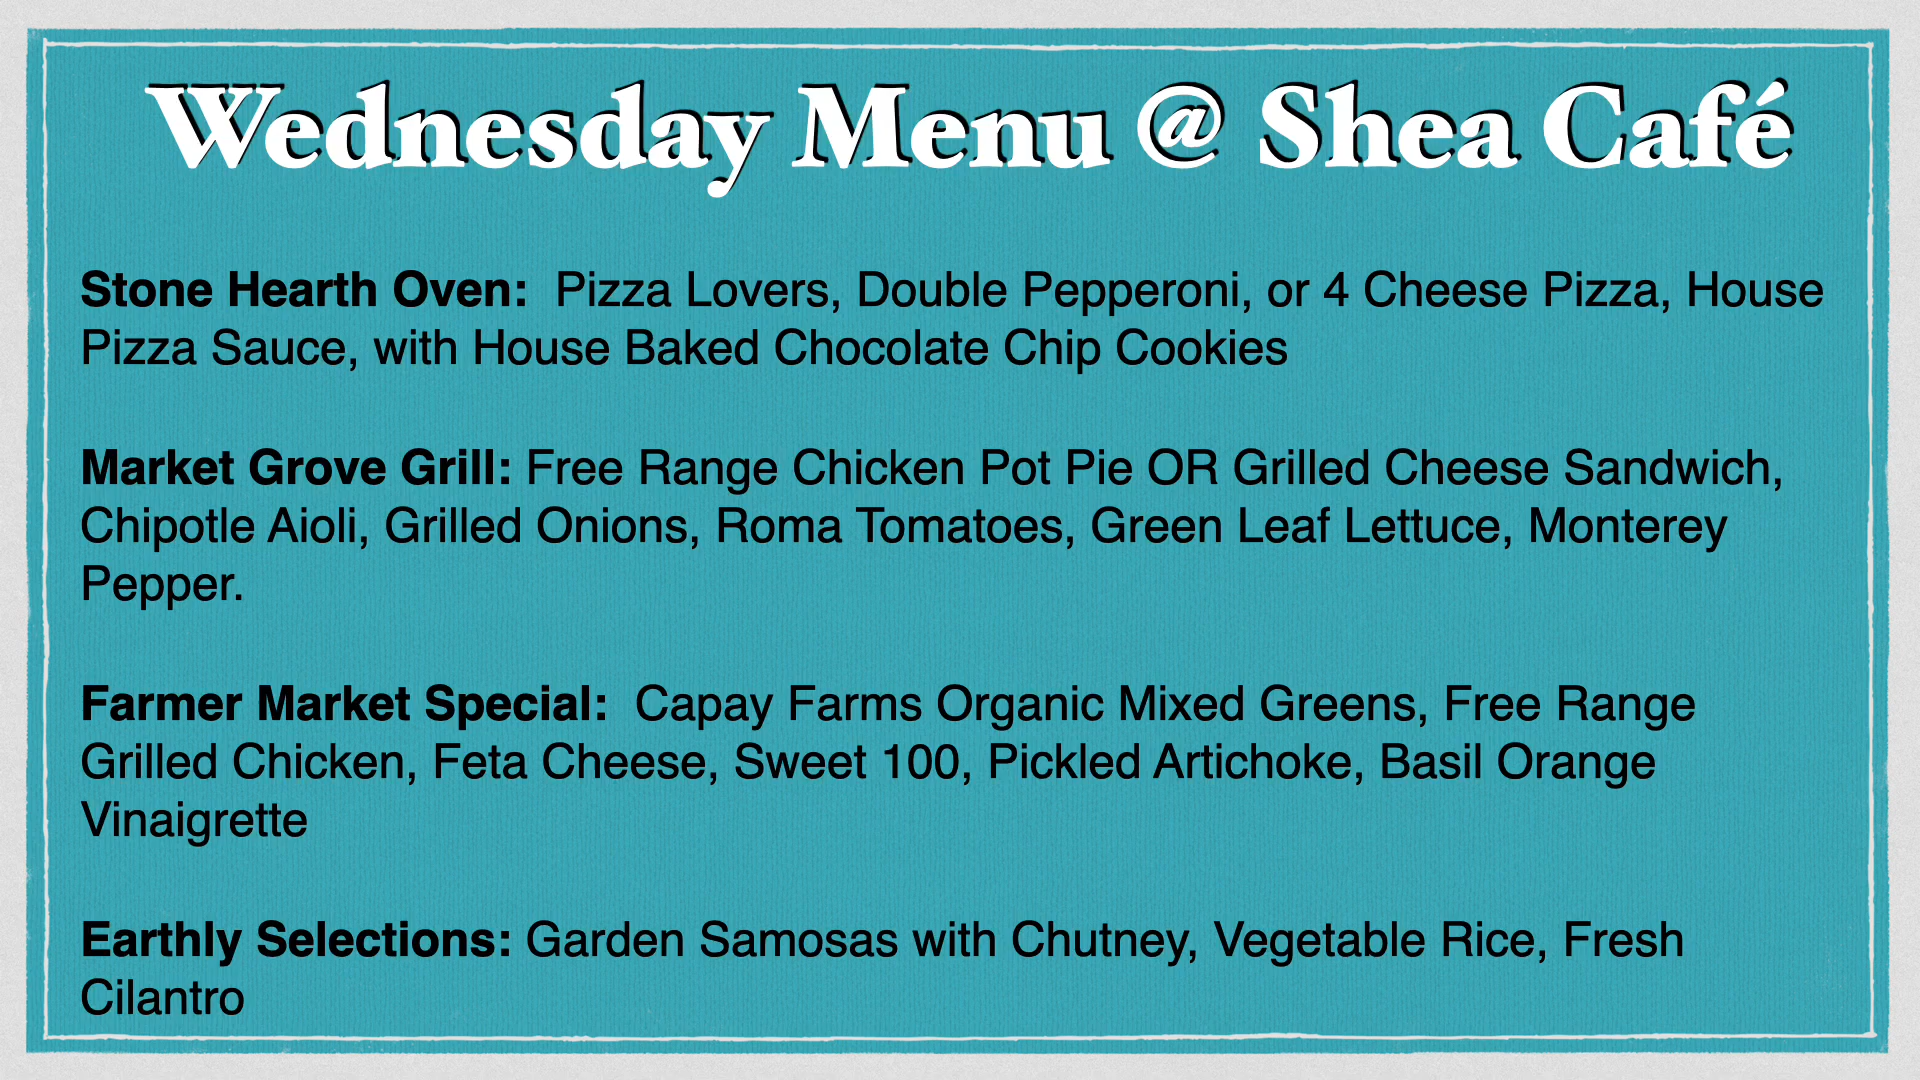 Wednesday Menu @ Shea Café
Stone Hearth Oven:  Pizza Lovers, Double Pepperoni, or 4 Cheese Pizza, House
Pizza Sauce, with House Baked Chocolate Chip Cookies
Market Grove Grill: Free Range Chicken Pot Pie OR Grilled Cheese Sandwich,
Chipotle Aioli, Grilled Onions, Roma Tomatoes, Green Leaf Lettuce, Monterey
Pepper.
Farmer Market Special:  Capay Farms Organic Mixed Greens, Free Range
Grilled Chicken, Feta Cheese, Sweet 100, Pickled Artichoke, Basil Orange
Vinaigrette
Earthly Selections: Garden Samosas with Chutney, Vegetable Rice, Fresh
Cilantro